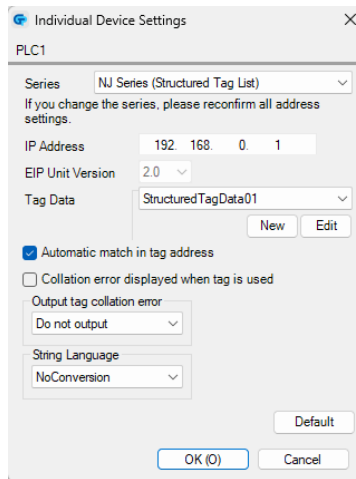 Individual Device Settings
PLC1
Series NJ Series (Structured Tag List)
If you change the series, please reconfirm all address
settings.
IP Address 192. 168. 0. 1
EIP Unit Version 2.0
Tag Data StructuredTagData01
New Edit
Automatic match in tag address
Collation error displayed when tag is used
Output tag collation error
Do not output
String Language
NoConversion
Default
OK (O) Cancel